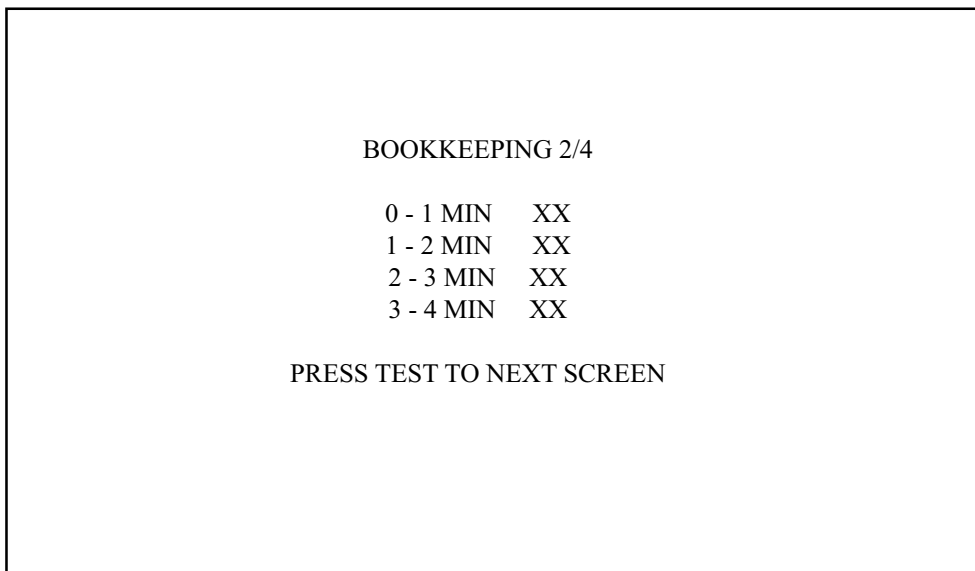 BOOKKEEPING 2/4
0 - 1 MIN XX
1 - 2 MIN XX
2 - 3 MIN XX
3 - 4 MIN XX
PRESS TEST TO NEXT SCREEN